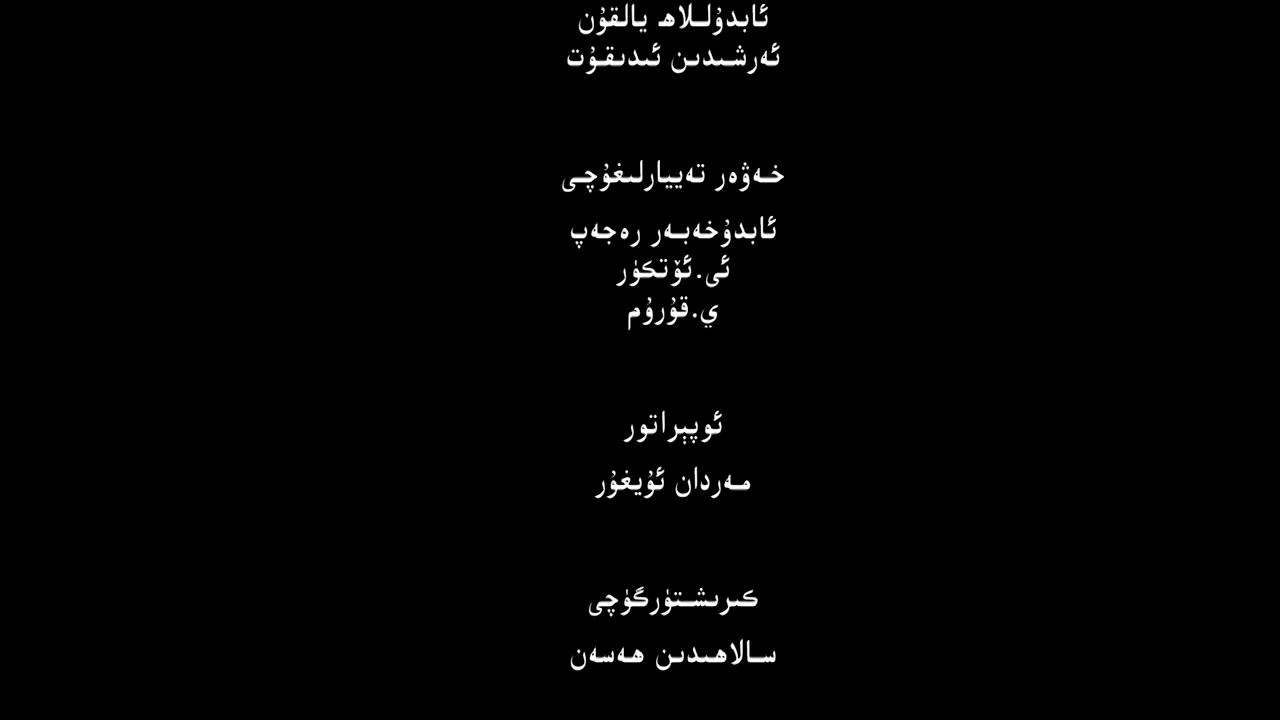 ئابدۇللاھ يالقۇن
ئەرشىدىن ئىدىقۇت
خەۋەر تەييارلىغۇچى
ئابدۇخەبەر رەجەپ
ئى.ئۆتكۈر
ي.قۇرۇم
ئوپېراتور
مەردان ئۇيغۇر
كىرىشتۈرگۈچى
سالاھىدىن ھەسەن